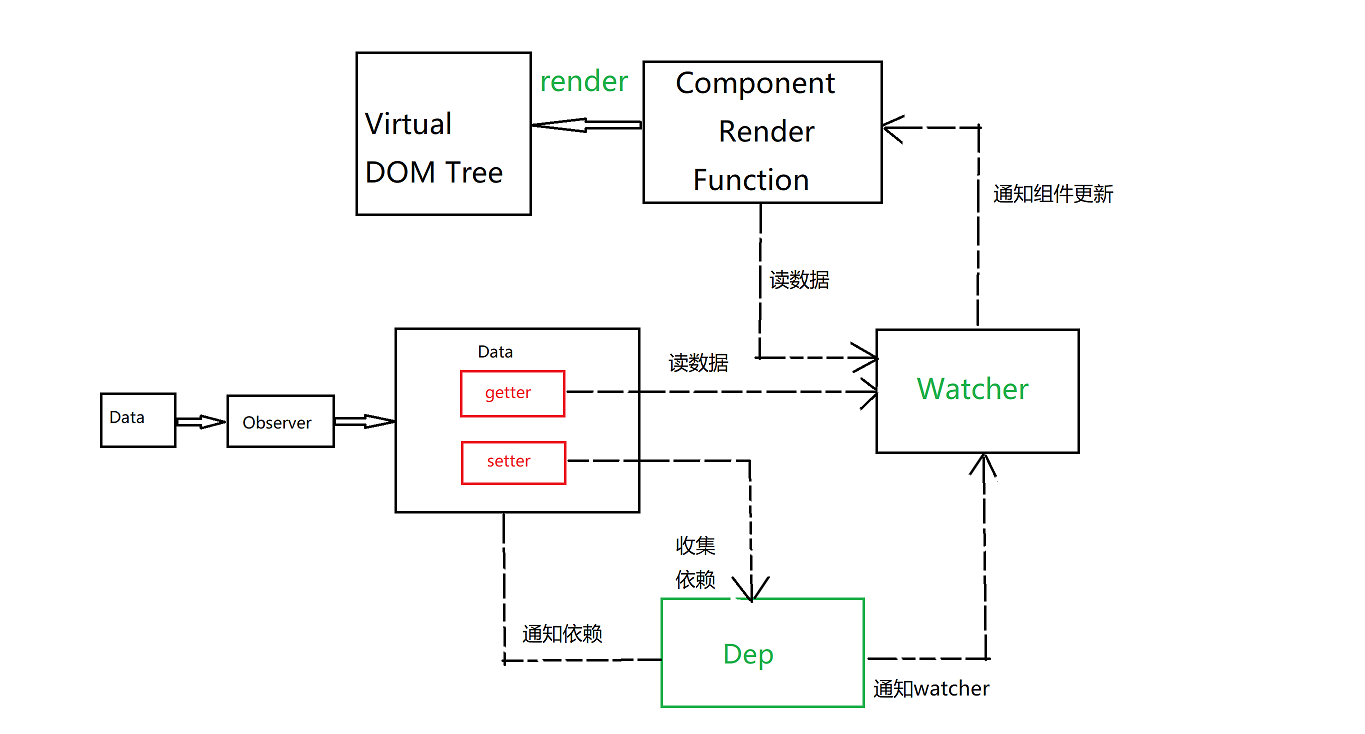 render
Component
Render
Function
Virtual
DOM Tree
通知组件更新
读数据
Data
读数据
getter
Watcher
Data
Observer
setter
收集
依赖
通知依赖
Dep
通知watcher